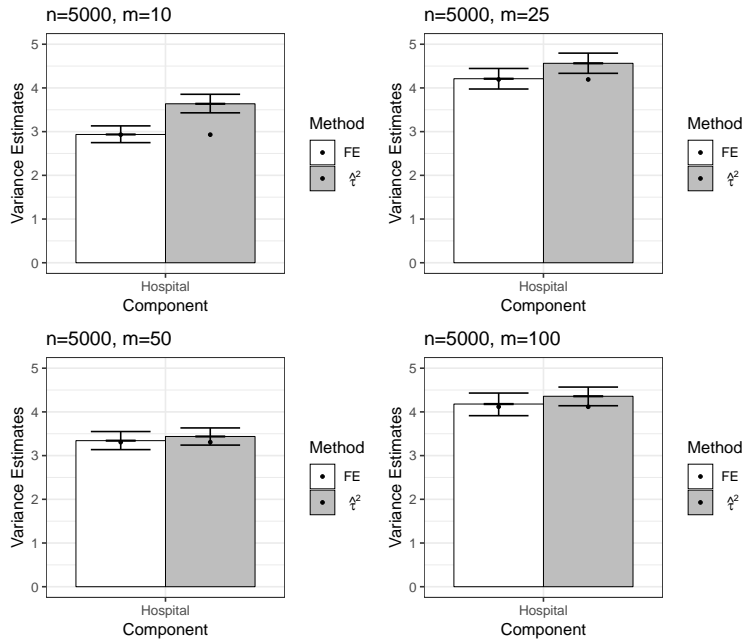 n=5000, m=10
5
4
3
2
1
0
Variance Estimates
Hospital
Component
Method
FE
τ̂²
n=5000, m=25
5
4
3
2
1
0
Variance Estimates
Hospital
Component
Method
FE
τ̂²
n=5000, m=50
5
4
3
2
1
0
Variance Estimates
Hospital
Component
Method
FE
τ̂²
n=5000, m=100
5
4
3
2
1
0
Variance Estimates
Hospital
Component
Method
FE
τ̂²